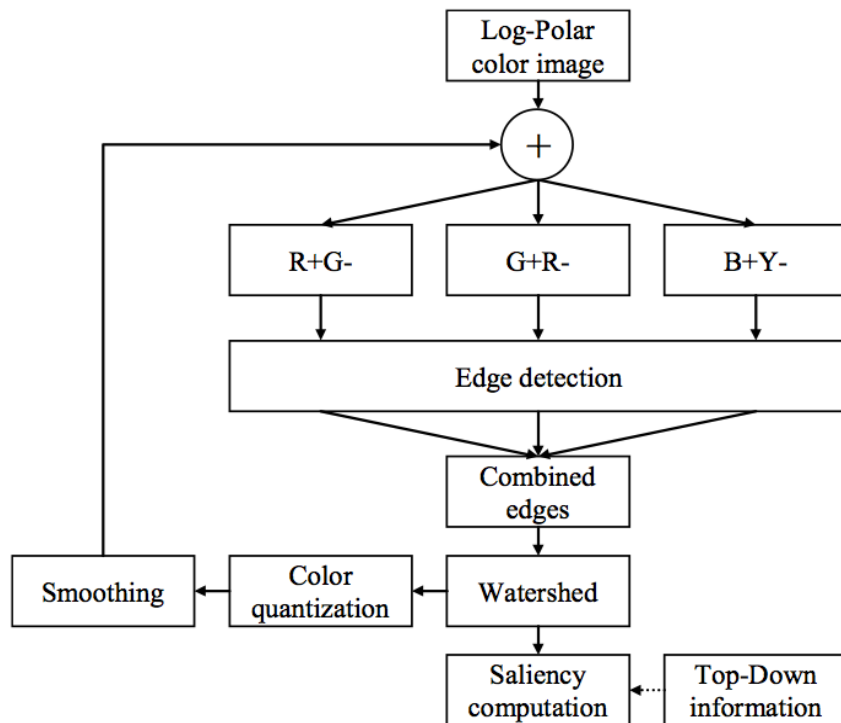 Log-Polar
color image
+
R+G-
G+R-
B+Y-
Edge detection
Combined
edges
Smoothing
Color
quantization
Watershed
Saliency
computation
Top-Down
information